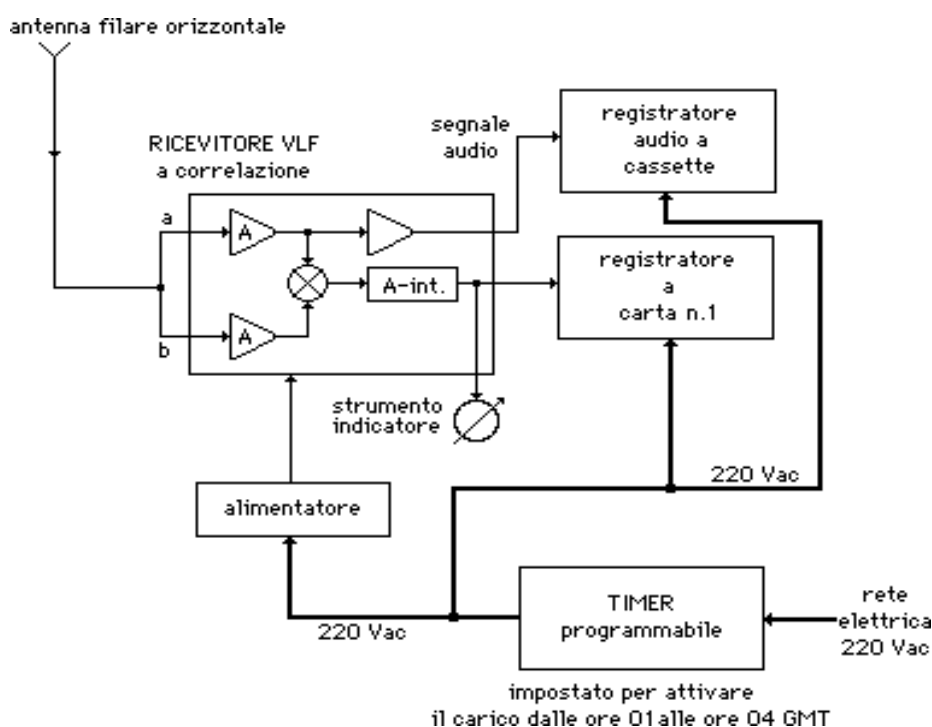 antenna filare orizzontale
RICEVITORE VLF
a correlazione
segnale
audio
registratore
audio a
cassette
a
A
A-int.
registratore
a
carta n.1
b
A
strumento
indicatore
alimentatore
220 Vac
220 Vac
TIMER
programmabile
rete
elettrica
220 Vac
impostato per attivare
il carico dalle ore 01 alle ore 04 GMT